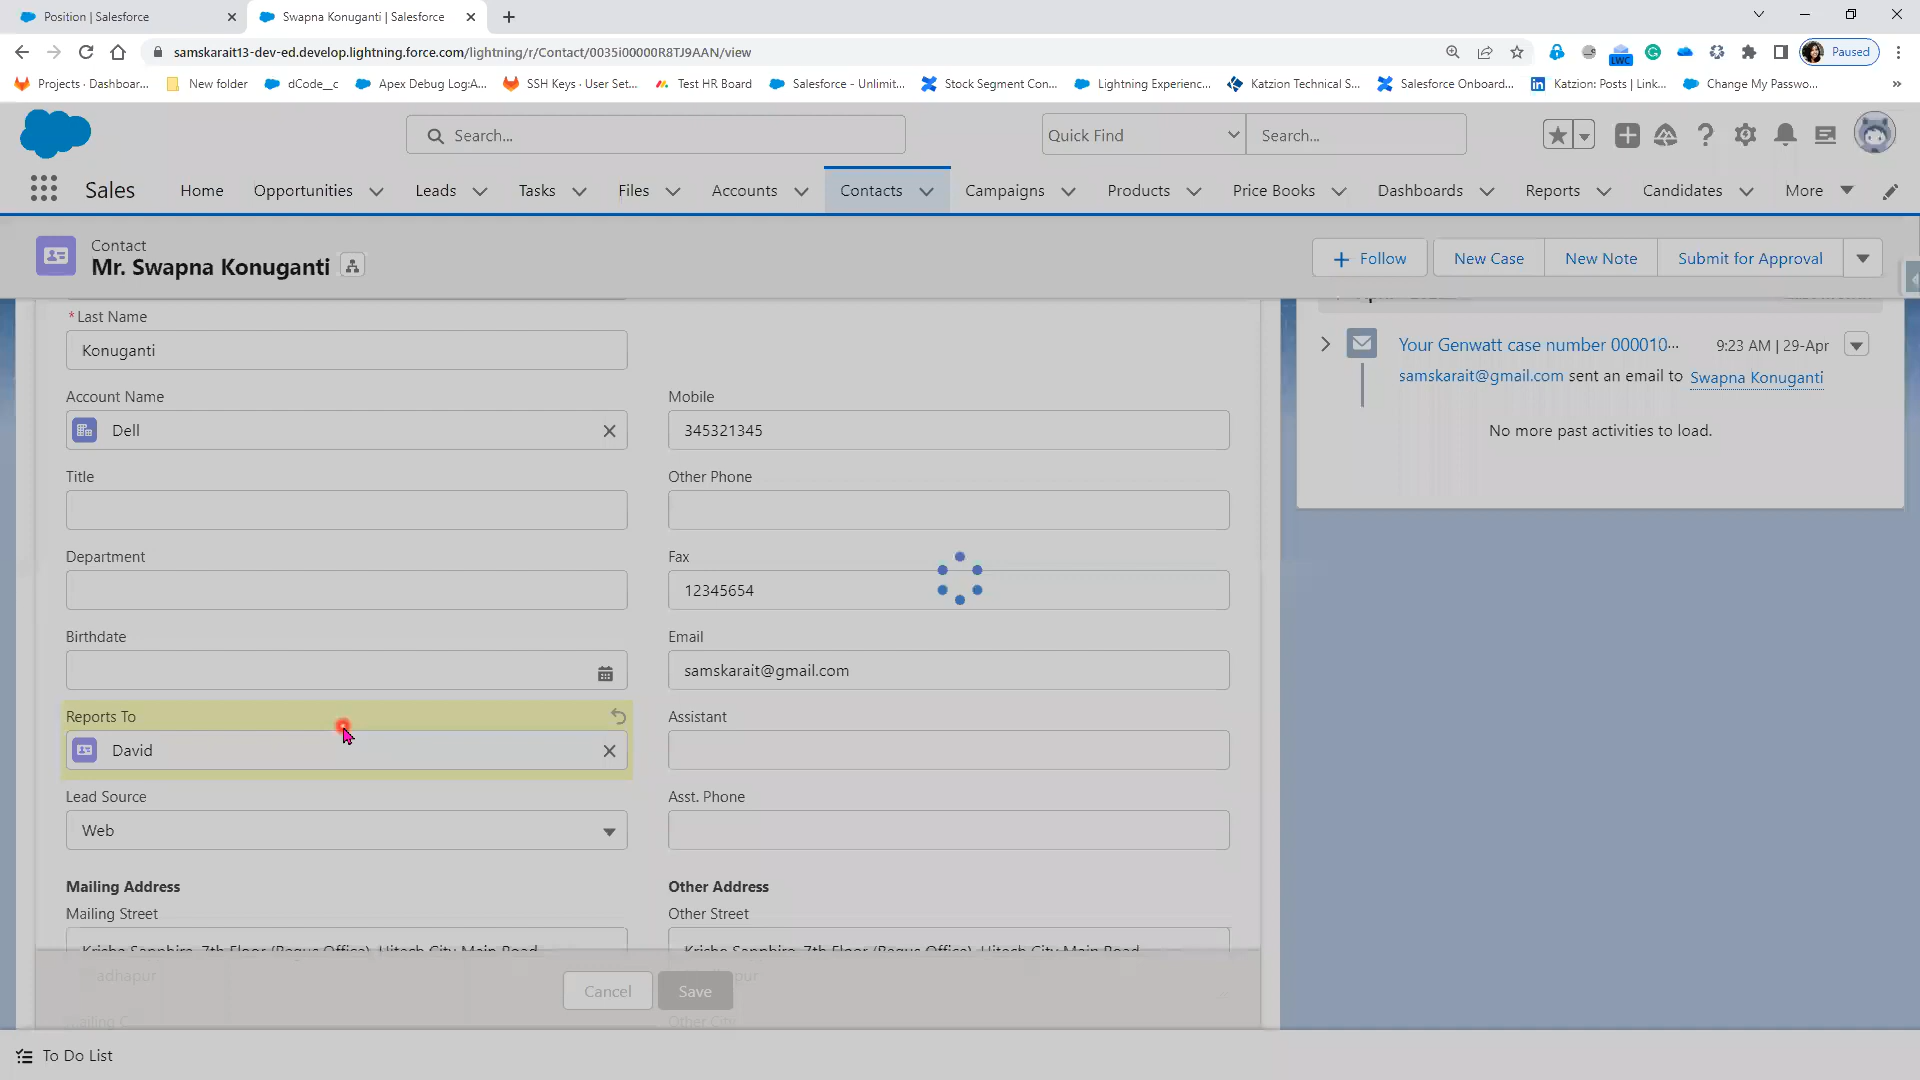 Position | Salesforce
Swapna Konuganti | Salesforce
samskarait13-dev-ed.develop.lightning.force.com/lightning/r/Contact/0035i00000R8TJ9AAN/view
Paused
Projects · Dashboar...
New folder
dCode__c
Apex Debug Log:A...
SSH Keys · User Set...
Test HR Board
Salesforce - Unlimit...
Stock Segment Con...
Lightning Experienc...
Katzion Technical S...
Salesforce Onboard...
Katzion: Posts | Link...
Change My Passwo...
LWC
Search...
Quick Find
Search...
Sales
Home
Opportunities
Leads
Tasks
Files
Accounts
Contacts
Campaigns
Products
Price Books
Dashboards
Reports
Candidates
More
Contact
Mr. Swapna Konuganti
Follow
New Case
New Note
Submit for Approval
*Last Name
Konuganti
Account Name
Dell
Mobile
345321345
Title
Other Phone
Department
Fax
12345654
Birthdate
Email
samskarait@gmail.com
Reports To
David
Assistant
Lead Source
Web
Asst. Phone
Mailing Address
Other Address
Mailing Street
Other Street
Krishe Sapphire, 7th Floor (Regus Office), Hitech City Main Road,
adhapur
Krishe Sapphire, 7th Floor (Regus Office), Hitech City Main Road,
pur
Cancel
Save
Other City
Your Genwatt case number 000010...
9:23 AM | 29-Apr
samskarait@gmail.com sent an email to Swapna Konuganti
No more past activities to load.
To Do List